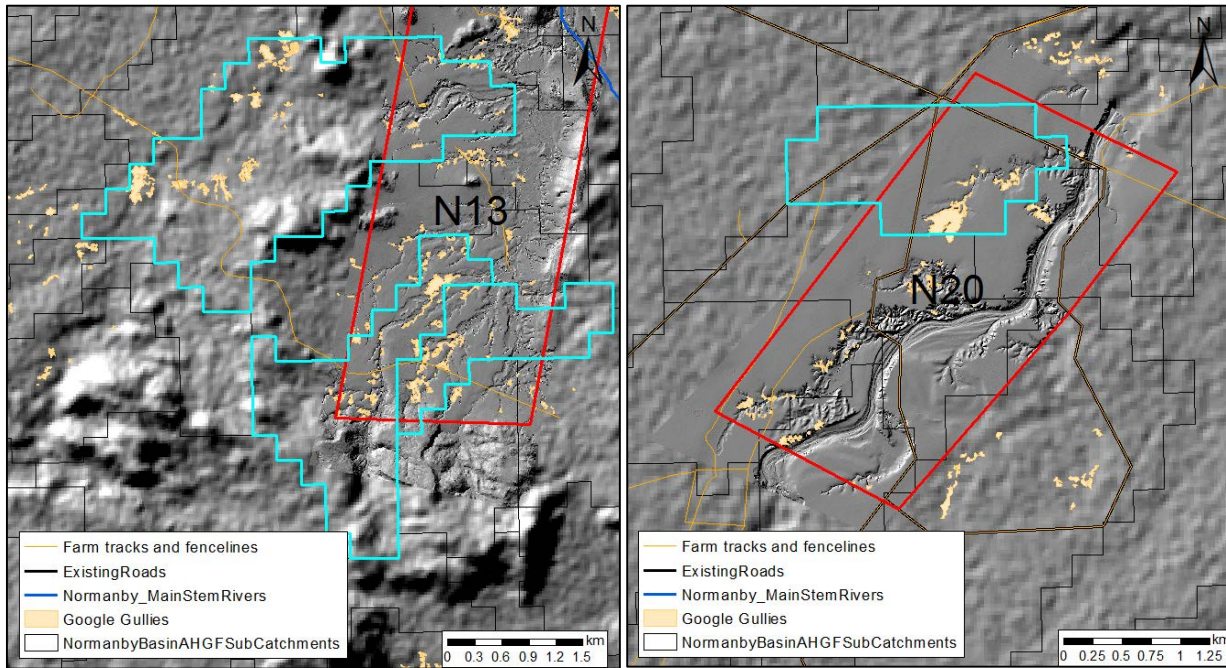 N
N13
Farm tracks and fencelines
ExistingRoads
Normanby_MainStemRivers
Google Gullies
NormanbyBasinAHGFSubCatchments
km
0 0.3 0.6 0.9 1.2 1.5
N
N20
Farm tracks and fencelines
ExistingRoads
Normanby_MainStemRivers
Google Gullies
NormanbyBasinAHGFSubCatchments
km
0 0.25 0.5 0.75 1 1.25